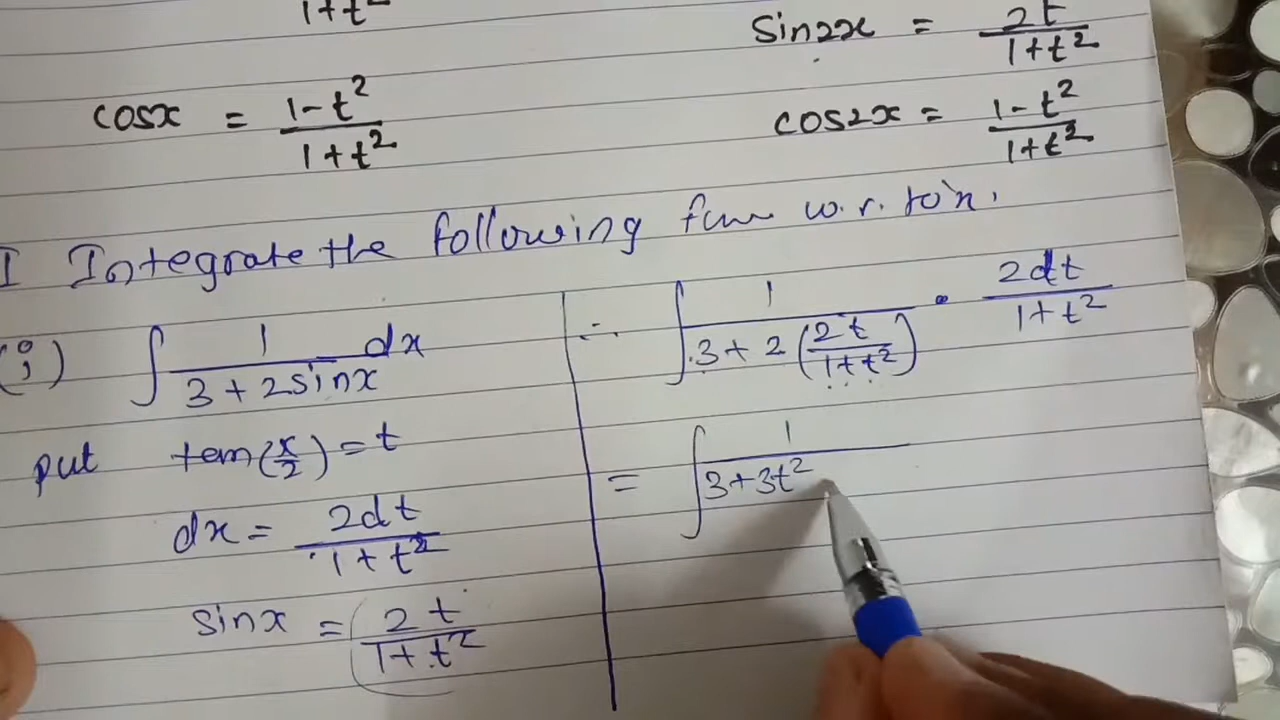 1+t²
sin2x = 2t / 1+t²
cosx = 1-t² / 1+t²
cos2x = 1-t² / 1+t²
I Integrate the following fun w.r.to x.
(i) ∫ 1 / 3+2sinx dx
put tan(x/2) = t
dx = 2dt / 1+t²
sinx = 2t / 1+t²
∴ ∫ 1 / 3+2(2t / 1+t²) · 2dt / 1+t²
= ∫ 1 / 3+3t²